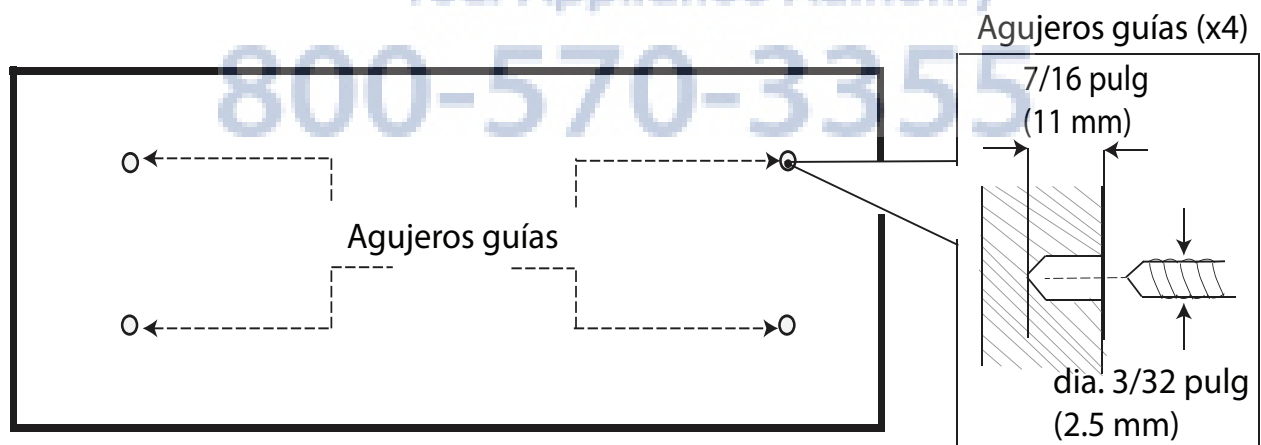 800-570-3355
Agujeros guías (x4)
7/16 pulg
(11 mm)
Agujeros guías
dia. 3/32 pulg
(2.5 mm)